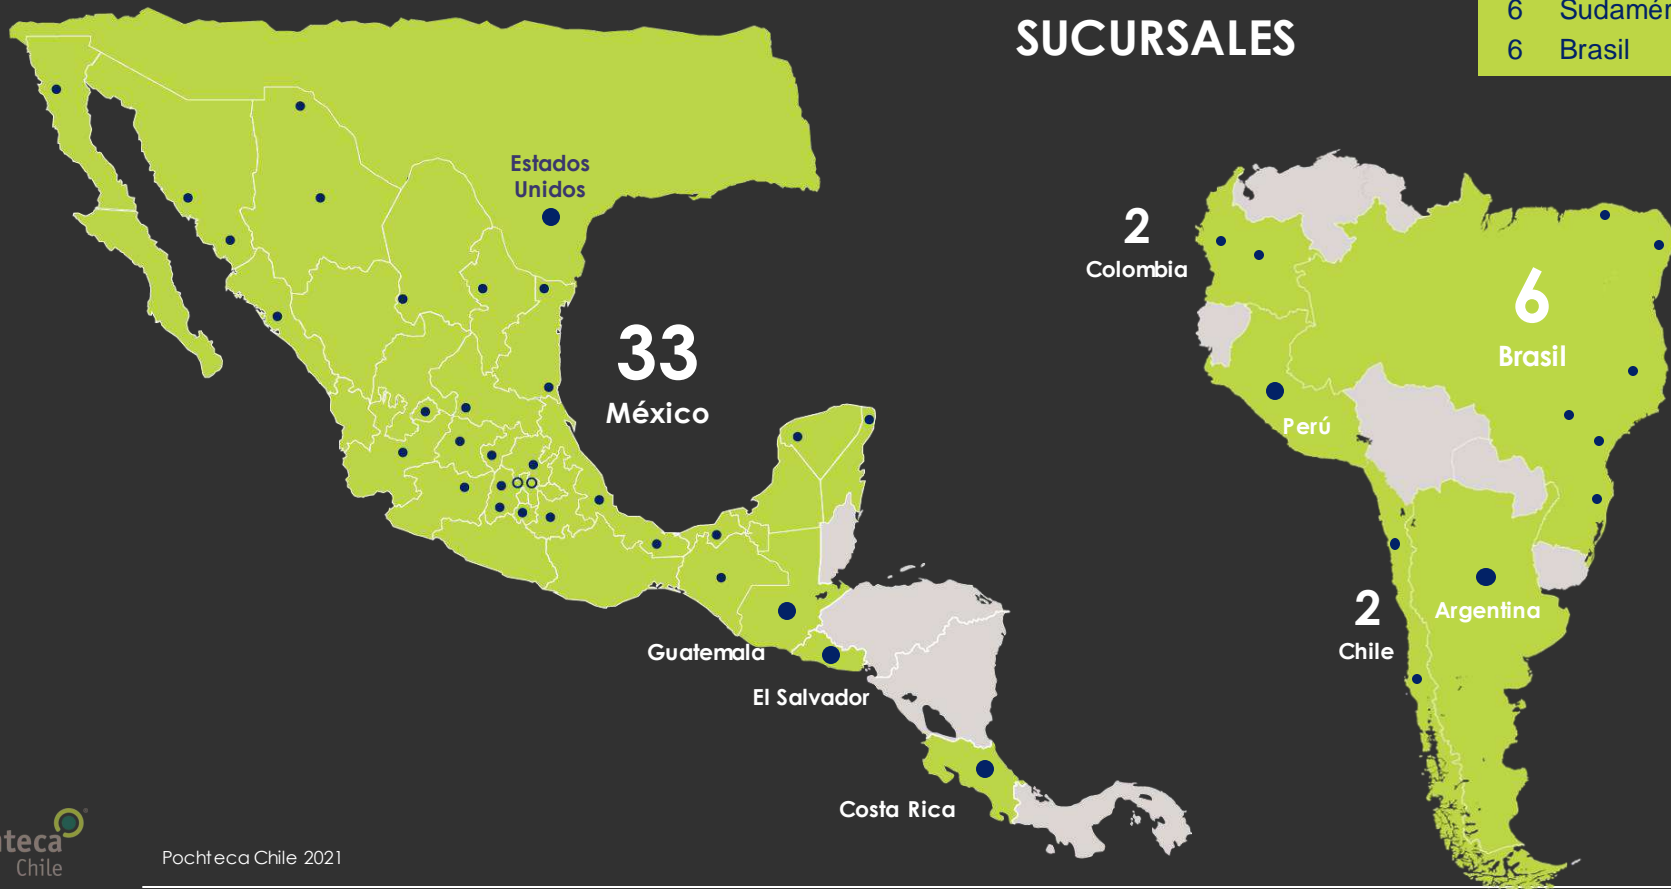 SUCURSALES
6 Sudamér
6 Brasil
Estados
Unidos
2
Colombia
6
Brasil
33
México
Perú
2
Chile
Argentina
Guatemala
El Salvador
Costa Rica
ateca
Chile
Pochteca Chile 2021